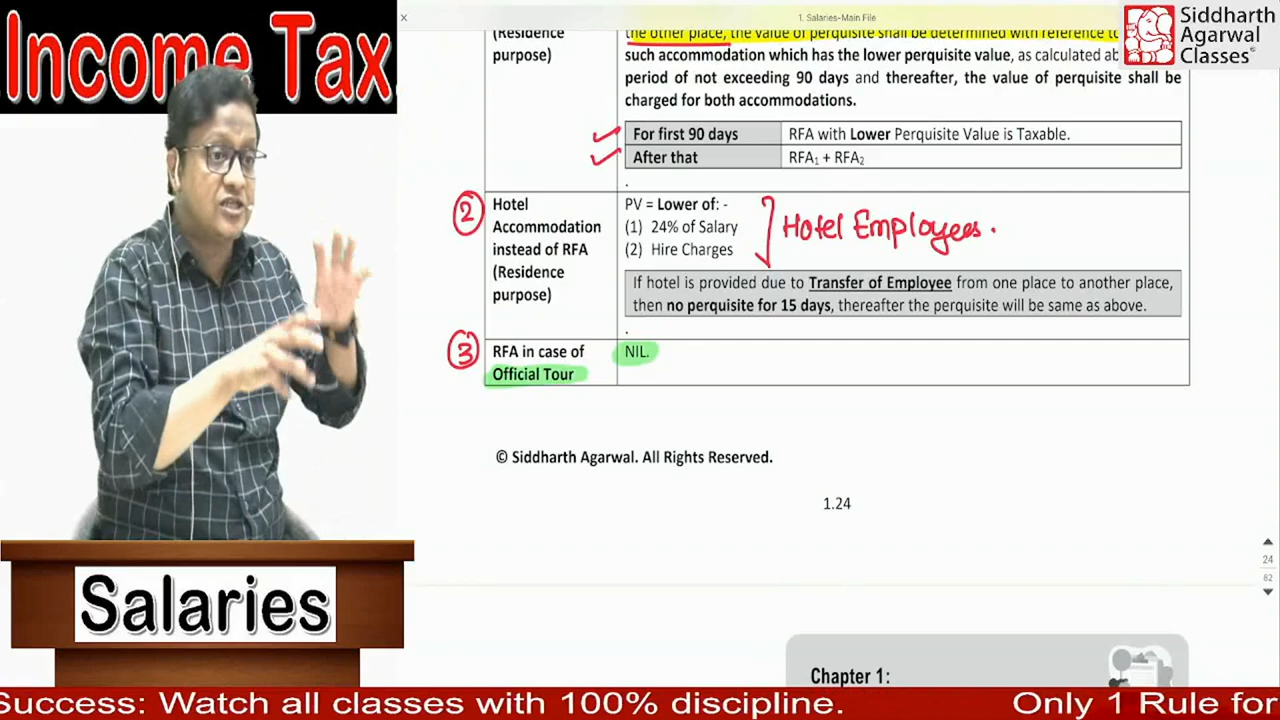 Income Tax
1. Salaries-Main File
Siddharth
Agarwal
Classes
(Residence
purpose)
the other place, the value of perquisite shall be determined with reference to
such accommodation which has the lower perquisite value, as calculated ab
period of not exceeding 90 days and thereafter, the value of perquisite shall be
charged for both accommodations.
For first 90 days RFA with Lower Perquisite Value is Taxable.
After that RFA1 + RFA2
2
Hotel
Accommodation
instead of RFA
(Residence
purpose)
PV = Lower of: -
(1) 24% of Salary
(2) Hire Charges
Hotel Employees.
If hotel is provided due to Transfer of Employee from one place to another place,
then no perquisite for 15 days, thereafter the perquisite will be same as above.
3
RFA in case of
Official Tour
NIL.
© Siddharth Agarwal. All Rights Reserved.
1.24
24
82
Chapter 1:
Salaries
Success: Watch all classes with 100% discipline. Only 1 Rule for